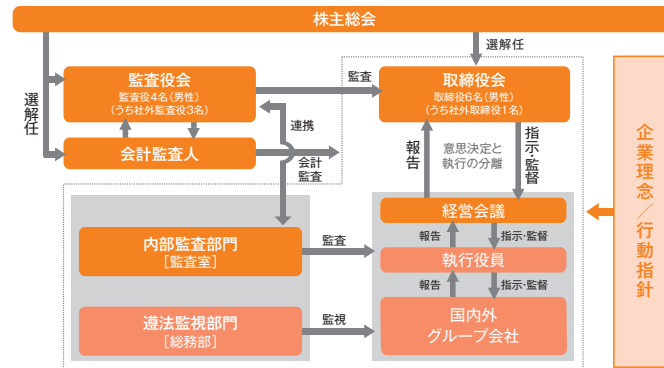 株主総会
選解任
選解任
監査役会
監査役4名（男性）
（うち社外監査役3名）
監査
取締役会
取締役6名（男性）
（うち社外取締役1名）
連携
会計監査人
会計
監査
報告
意思決定と
執行の分離
指示・監督
企業理念／行動指針
経営会議
内部監査部門
［監査室］
監査
報告
指示・監督
執行役員
報告
指示・監督
遵法監視部門
［総務部］
監視
国内外
グループ会社